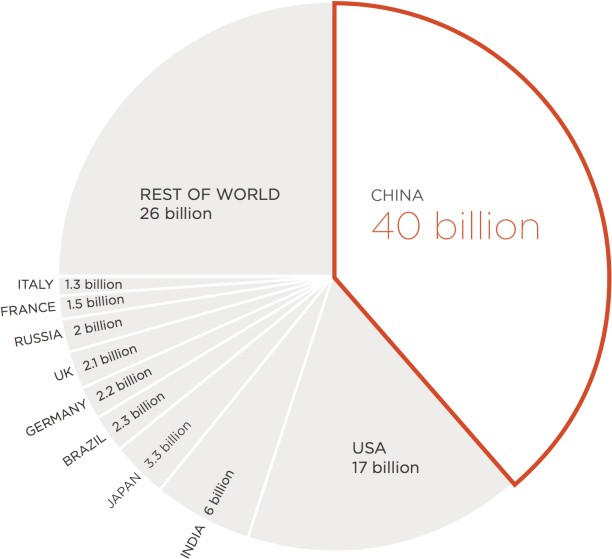 REST OF WORLD
26 billion
CHINA
40 billion
ITALY 1.3 billion
FRANCE 1.5 billion
RUSSIA 2 billion
UK 2.1 billion
GERMANY 2.2 billion
BRAZIL 2.3 billion
JAPAN 3.3 billion
INDIA 6 billion
USA
17 billion